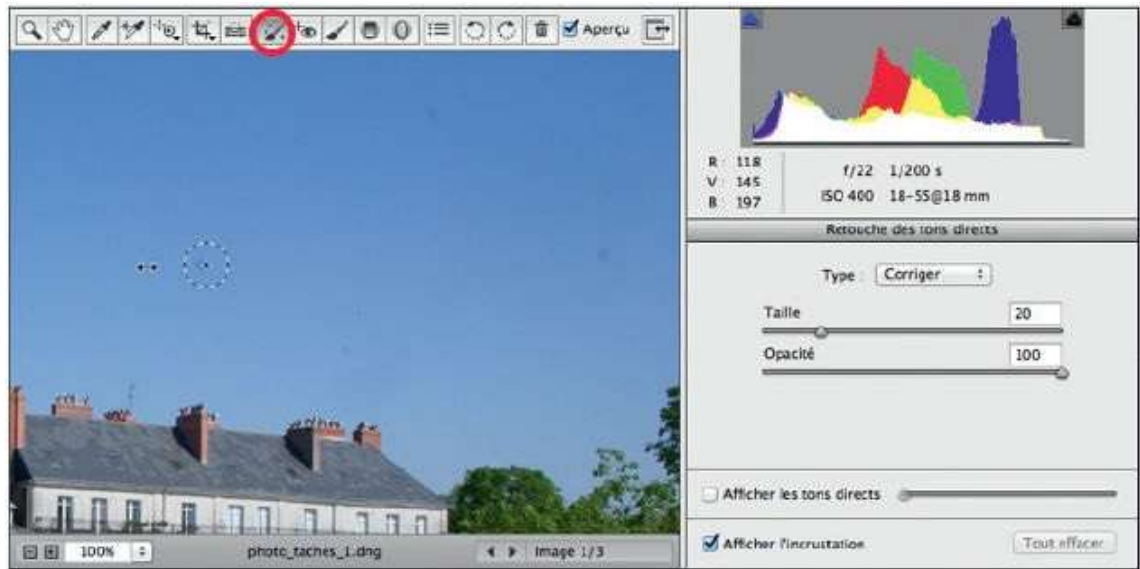 Aperçu
R : 118
V : 145
B : 197
f/22 1/200 s
ISO 400 18-55@18 mm
Retouche des tons directs
Type : Corriger
Taille 20
Opacité 100
Afficher les tons directs
Afficher l'incrustation Tout effacer
100% photo_taches_1.dng Image 1/3